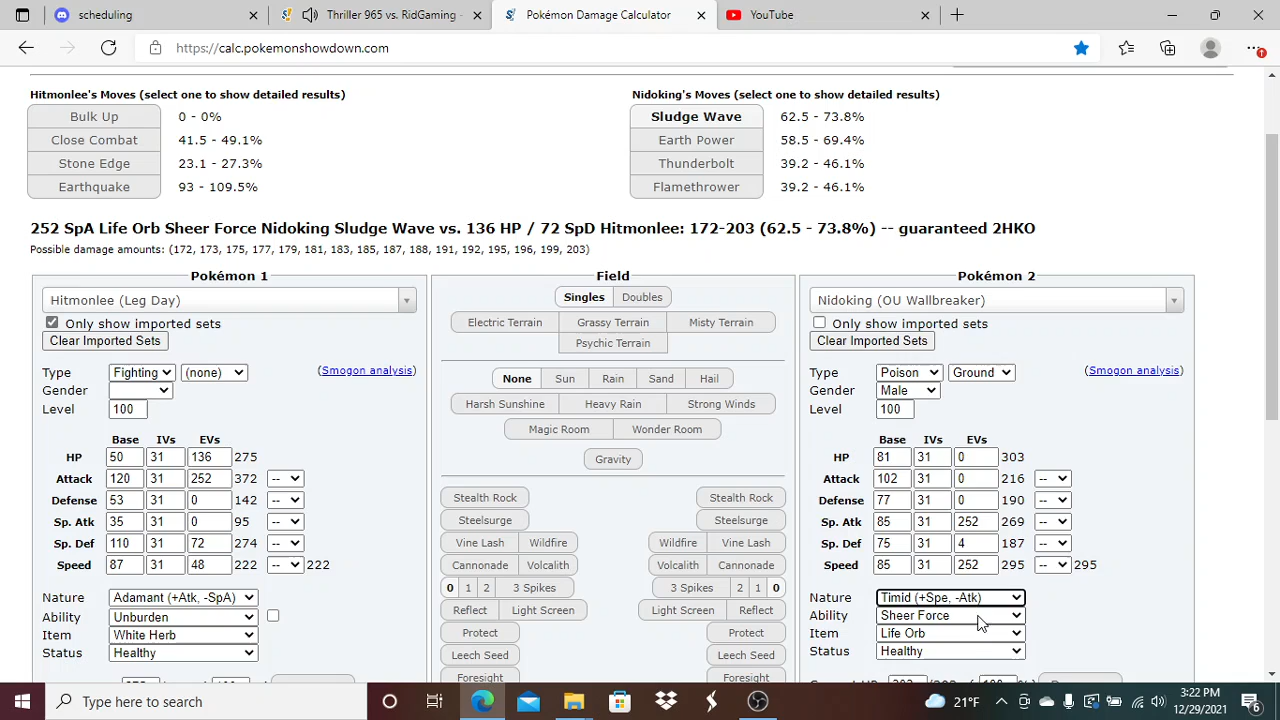 scheduling
Thriller 965 vs. RidGaming -
Pokémon Damage Calculator
YouTube
https://calc.pokemonshowdown.com
Hitmonlee's Moves (select one to show detailed results)
Nidoking's Moves (select one to show detailed results)
Bulk Up 0 - 0%
Sludge Wave 62.5 - 73.8%
Close Combat 41.5 - 49.1%
Earth Power 58.5 - 69.4%
Stone Edge 23.1 - 27.3%
Thunderbolt 39.2 - 46.1%
Earthquake 93 - 109.5%
Flamethrower 39.2 - 46.1%
252 SpA Life Orb Sheer Force Nidoking Sludge Wave vs. 136 HP / 72 SpD Hitmonlee: 172-203 (62.5 - 73.8%) -- guaranteed 2HKO
Possible damage amounts: (172, 173, 175, 177, 179, 181, 183, 185, 187, 188, 191, 192, 195, 196, 199, 203)
Pokémon 1
Hitmonlee (Leg Day)
Only show imported sets
Clear Imported Sets
Type Fighting (none) (Smogon analysis)
Gender
Level 100
Base IVs EVs
HP 50 31 136 275
Attack 120 31 252 372 --
Defense 53 31 0 142 --
Sp. Atk 35 31 0 95 --
Sp. Def 110 31 72 274 --
Speed 87 31 48 222 -- 222
Nature Adamant (+Atk, -SpA)
Ability Unburden
Item White Herb
Status Healthy
Field
Singles Doubles
Electric Terrain Grassy Terrain Misty Terrain
Psychic Terrain
None Sun Rain Sand Hail
Harsh Sunshine Heavy Rain Strong Winds
Magic Room Wonder Room
Gravity
Stealth Rock Stealth Rock
Steelsurge Steelsurge
Vine Lash Wildfire Wildfire Vine Lash
Cannonade Volcalith Volcalith Cannonade
0 1 2 3 Spikes 3 Spikes 2 1 0
Reflect Light Screen Light Screen Reflect
Protect Protect
Leech Seed Leech Seed
Foresight Foresight
Pokémon 2
Nidoking (OU Wallbreaker)
Only show imported sets
Clear Imported Sets
Type Poison Ground (Smogon analysis)
Gender Male
Level 100
Base IVs EVs
HP 81 31 0 303
Attack 102 31 0 216 --
Defense 77 31 0 190 --
Sp. Atk 85 31 252 269 --
Sp. Def 75 31 4 187 --
Speed 85 31 252 295 -- 295
Nature Timid (+Spe, -Atk)
Ability Sheer Force
Item Life Orb
Status Healthy
Type here to search
21°F
3:22 PM
12/29/2021
6